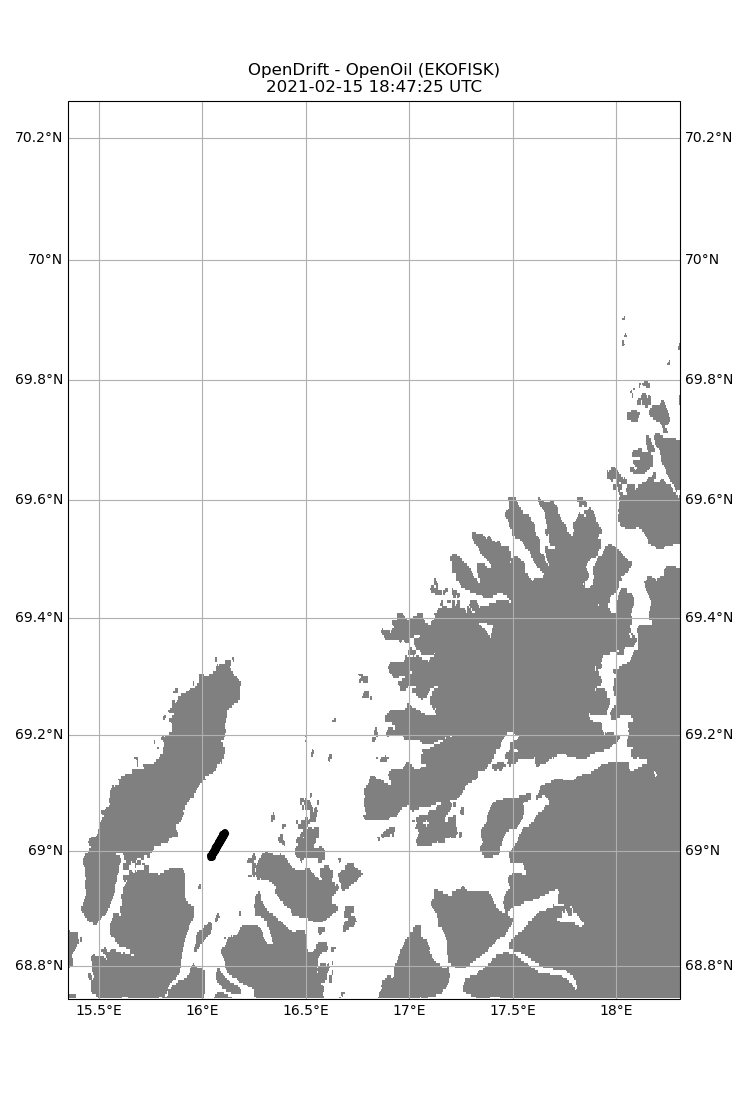 OpenDrift - OpenOil (EKOFISK)
2021-02-15 18:47:25 UTC
70.2°N 70.2°N
70°N 70°N
69.8°N 69.8°N
69.6°N 69.6°N
69.4°N 69.4°N
69.2°N 69.2°N
69°N 69°N
68.8°N 68.8°N
15.5°E 16°E 16.5°E 17°E 17.5°E 18°E